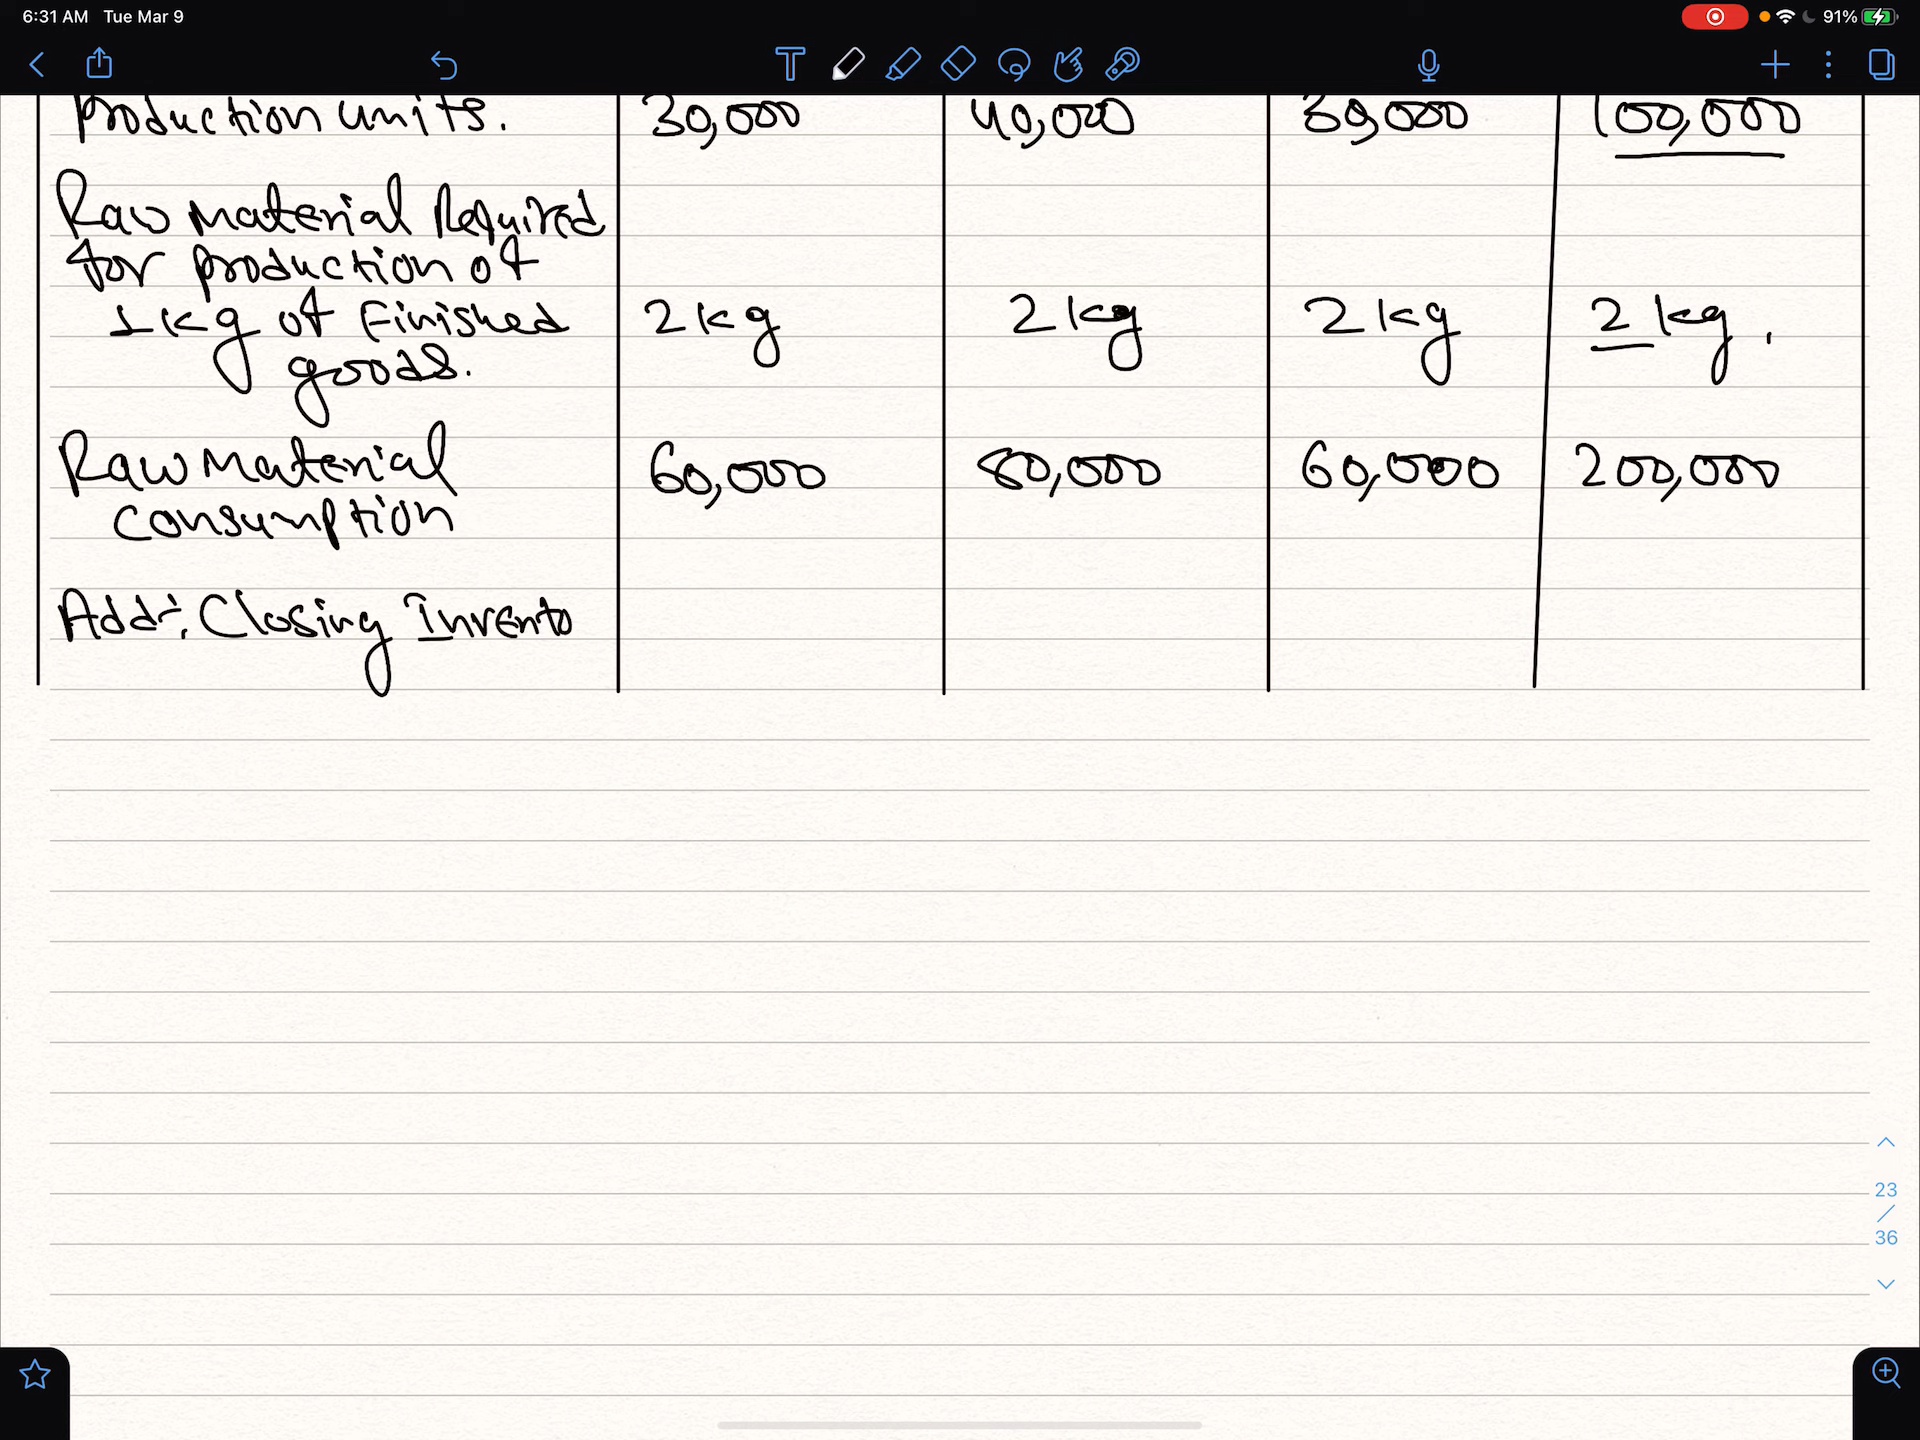 6:31 AM Tue Mar 9 91%
Production units. 30,000 40,000 30,000 100,000
Raw Material Required
for production of
1 kg of Finished 2 kg 2 kg 2 kg 2 kg.
goods.
Raw Material 60,000 80,000 60,000 200,000
consumption
Add:- Closing Invento
23
/
36